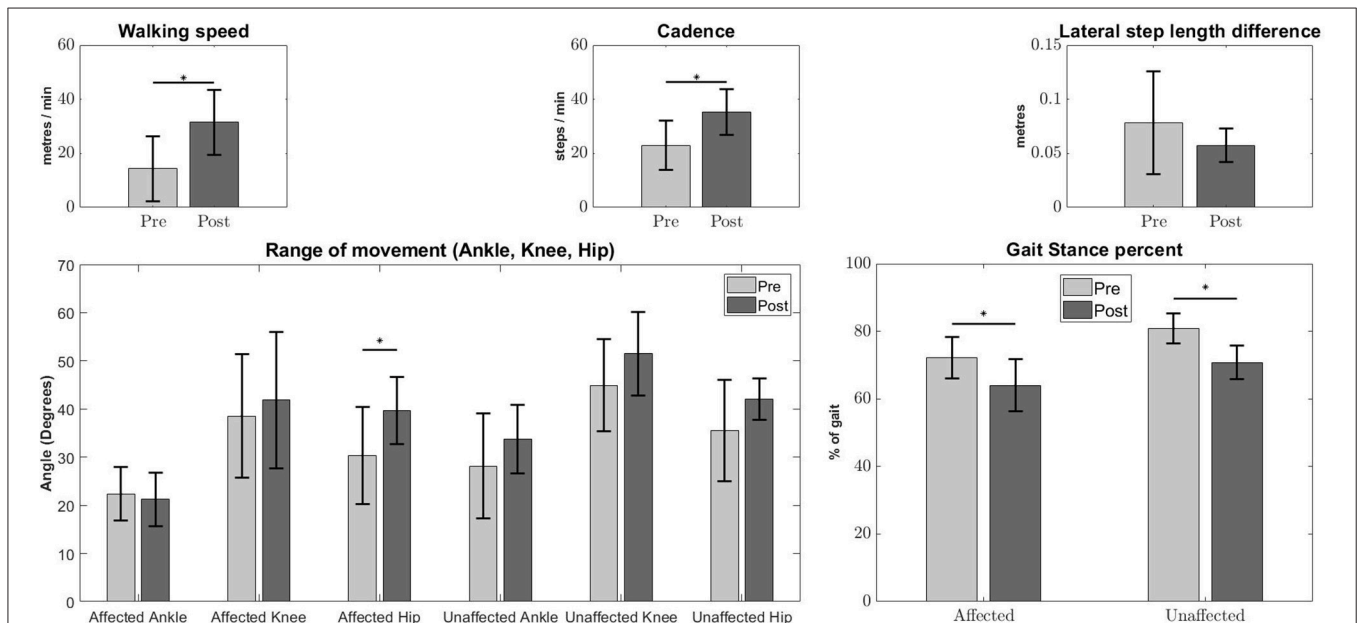 Walking speed
60
40
20
0
metres / min
*
Pre Post
Cadence
60
40
20
0
steps / min
*
Pre Post
Lateral step length difference
0.15
0.1
0.05
0
metres
Pre Post
Range of movement (Ankle, Knee, Hip)
70
60
50
40
30
20
10
0
Angle (Degrees)
Pre
Post
*
Affected Ankle Affected Knee Affected Hip Unaffected Ankle Unaffected Knee Unaffected Hip
Gait Stance percent
100
80
60
40
20
0
% of gait
Pre
Post
*
*
Affected Unaffected